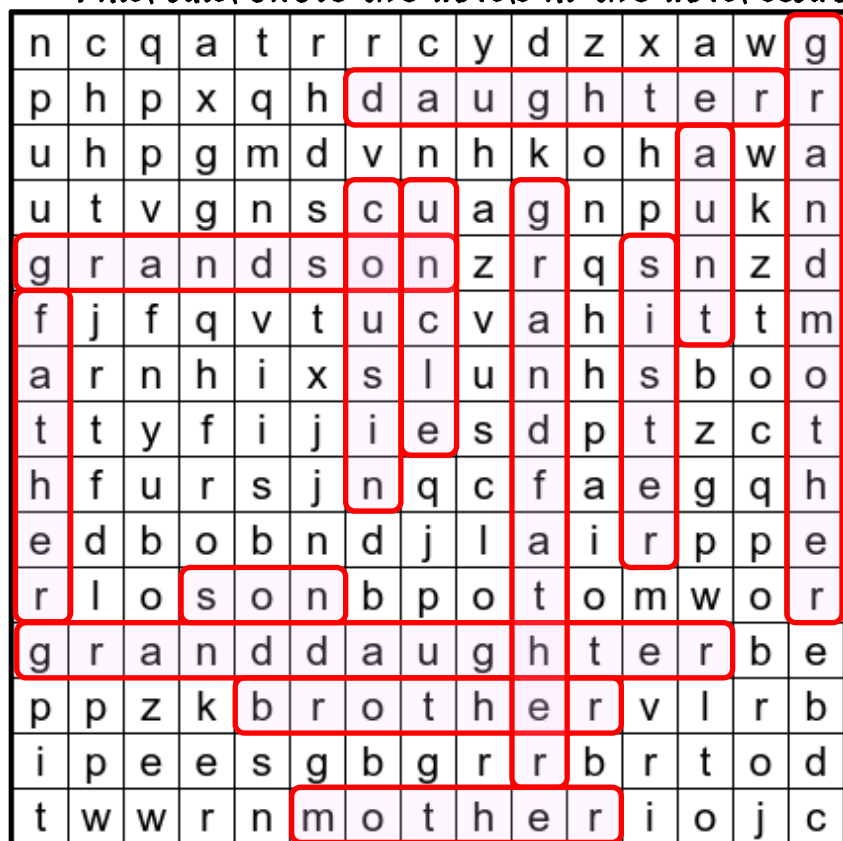 n c q a t r r c y d z x a w g
p h p x q h d a u g h t e r r
u h p g m d v n h k o h a w a
u t v g n s c u a g n p u k n
g r a n d s o n z r q s n z d
f j f q v t u c v a h i t t m
a r n h i x s l u n h s b o o
t t y f i j i e s d p t z c t
h f u r s j n q c f a e g q h
e d b o b n d j l a i r p p e
r l o s o n b p o t o m w o r
g r a n d d a u g h t e r b e
p p z k b r o t h e r v l r b
i p e e s g b g r r b r t o d
t w w r n m o t h e r i o j c